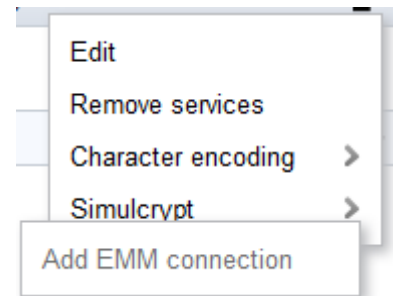 Edit
Remove services
Character encoding
Simulcrypt
Add EMM connection